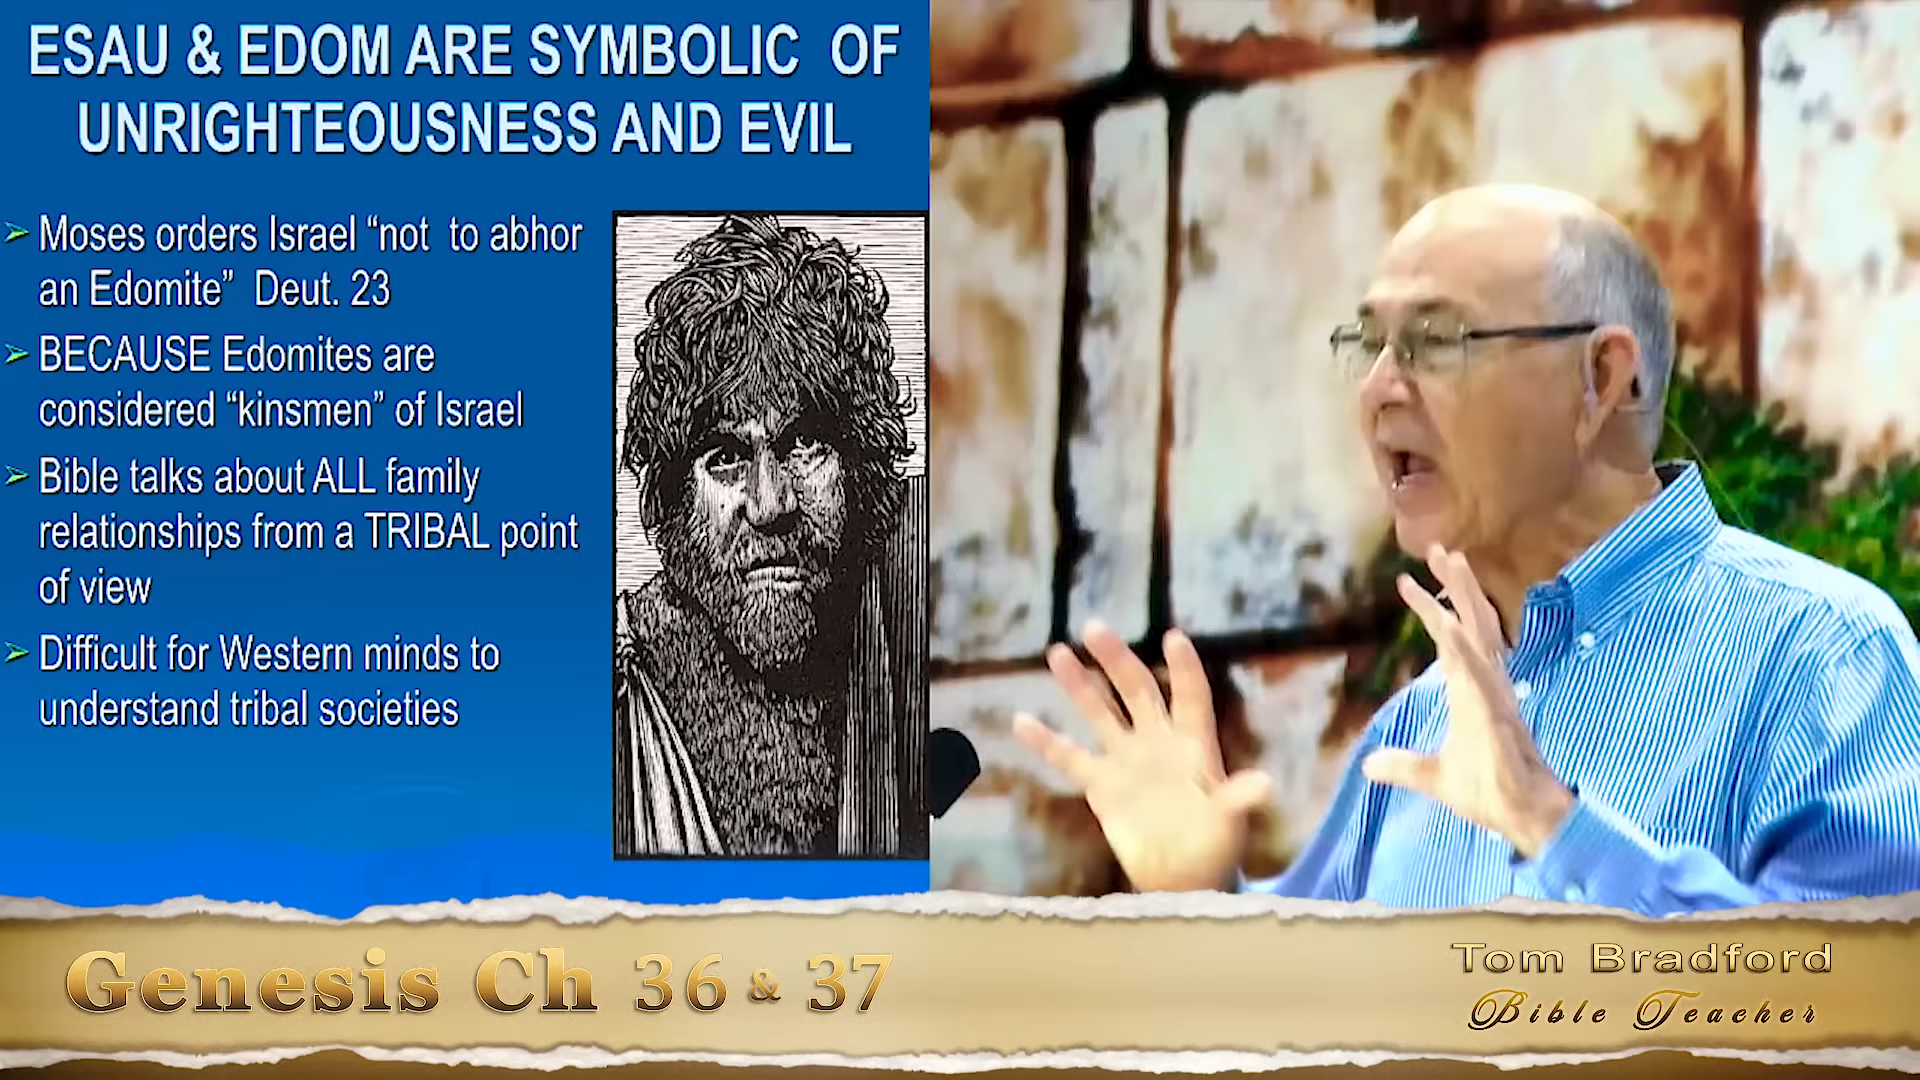 ESAU & EDOM ARE SYMBOLIC OF
UNRIGHTEOUSNESS AND EVIL
➢ Moses orders Israel “not to abhor
an Edomite” Deut. 23
➢ BECAUSE Edomites are
considered “kinsmen” of Israel
➢ Bible talks about ALL family
relationships from a TRIBAL point
of view
➢ Difficult for Western minds to
understand tribal societies
Genesis Ch 36 & 37
Tom Bradford
Bible Teacher